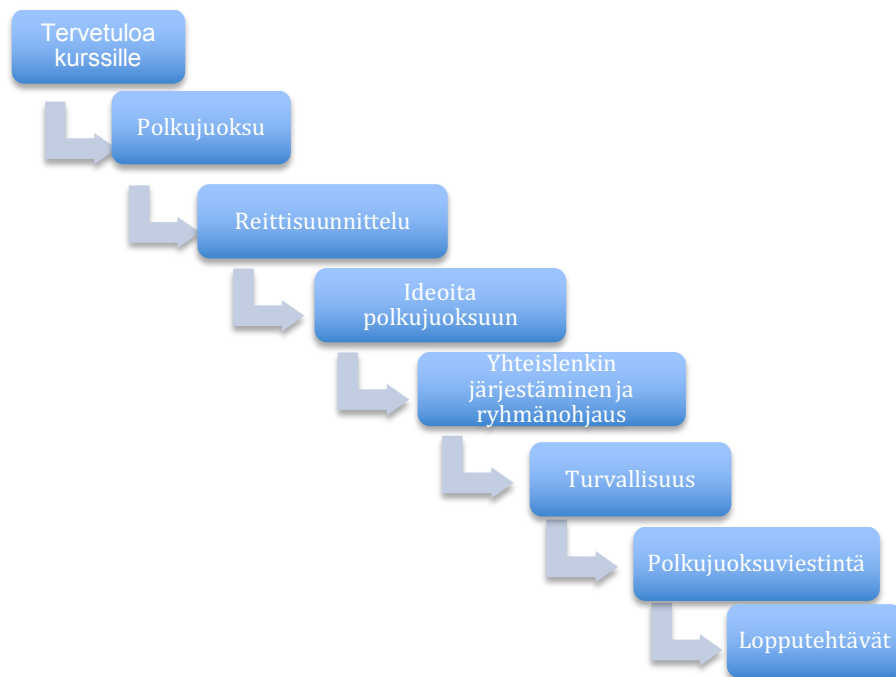 Tervetuloa
kurssille
Polkujuoksu
Reittisuunnittelu
Ideoita
polkujuoksuun
Yhteislenkin
järjestäminen ja
ryhmänohjaus
Turvallisuus
Polkujuoksuviestintä
Lopputehtävät